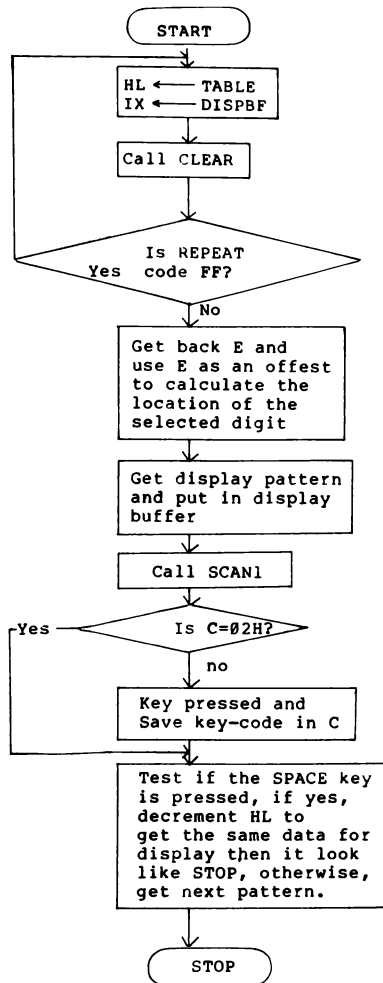 START
HL ← TABLE
IX ← DISPBF
Call CLEAR
Is REPEAT
Yes code FF?
No
Get back E and
use E as an offest
to calculate the
location of the
selected digit
Get display pattern
and put in display
buffer
Call SCAN1
Yes
Is C=02H?
no
Key pressed and
Save key-code in C
Test if the SPACE key
is pressed, if yes,
decrement HL to
get the same data for
display then it look
like STOP, otherwise,
get next pattern.
STOP